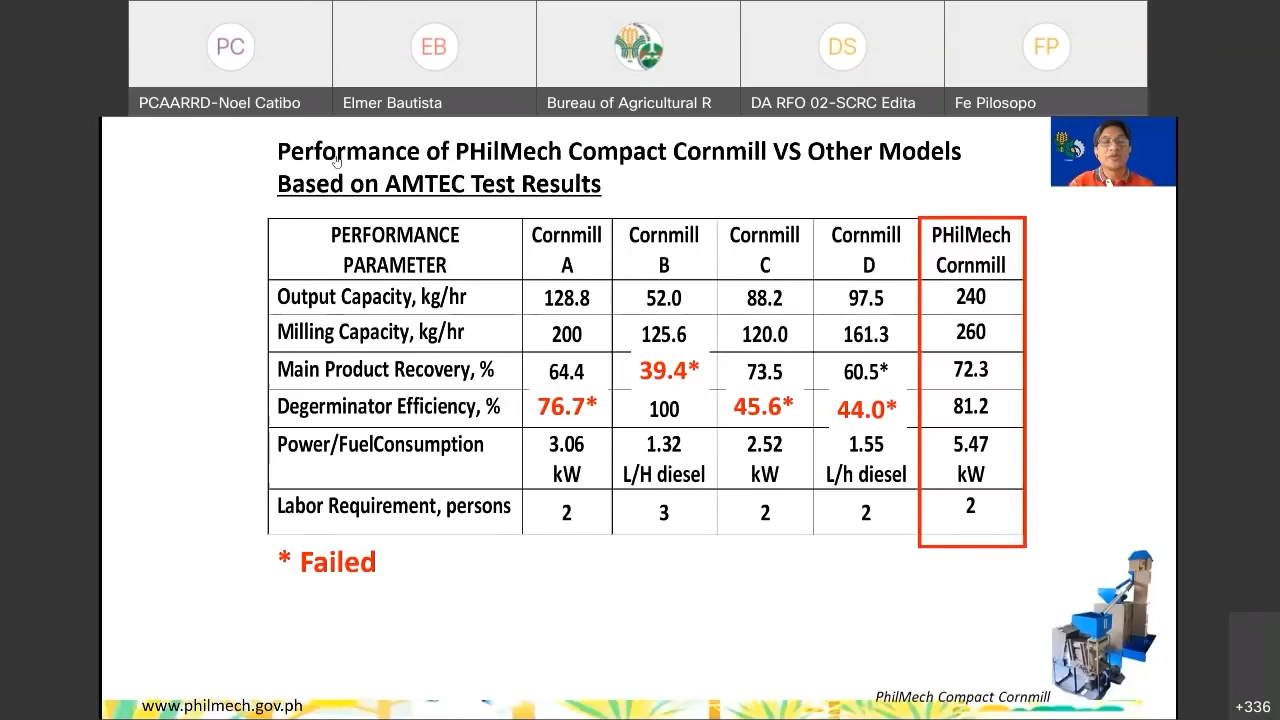 PC
EB
DS
FP
PCAARRD-Noel Catibo
Elmer Bautista
Bureau of Agricultural R
DA RFO 02-SCRC Edita
Fe Pilosopo
Performance of PHilMech Compact Cornmill VS Other Models
Based on AMTEC Test Results
PERFORMANCE PARAMETER Cornmill A Cornmill B Cornmill C Cornmill D PHilMech Cornmill
Output Capacity, kg/hr 128.8 52.0 88.2 97.5 240
Milling Capacity, kg/hr 200 125.6 120.0 161.3 260
Main Product Recovery, % 64.4 39.4* 73.5 60.5* 72.3
Degerminator Efficiency, % 76.7* 100 45.6* 44.0* 81.2
Power/FuelConsumption 3.06 kW 1.32 L/H diesel 2.52 kW 1.55 L/h diesel 5.47 kW
Labor Requirement, persons 2 3 2 2 2
* Failed
PhilMech Compact Cornmill
www.philmech.gov.ph
+336